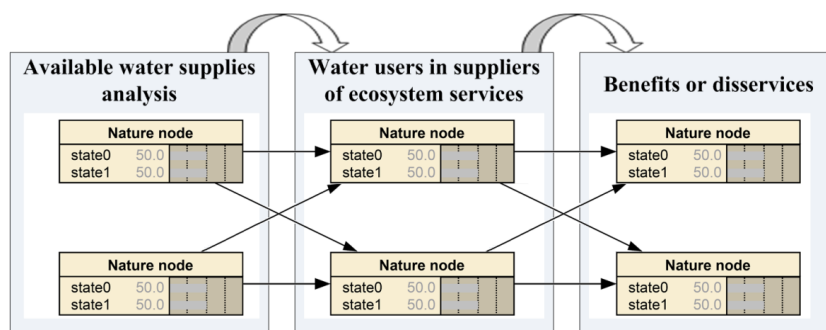 Available water supplies
analysis
Water users in suppliers
of ecosystem services
Benefits or disservices
Nature node
state0 50.0
state1 50.0
Nature node
state0 50.0
state1 50.0
Nature node
state0 50.0
state1 50.0
Nature node
state0 50.0
state1 50.0
Nature node
state0 50.0
state1 50.0
Nature node
state0 50.0
state1 50.0